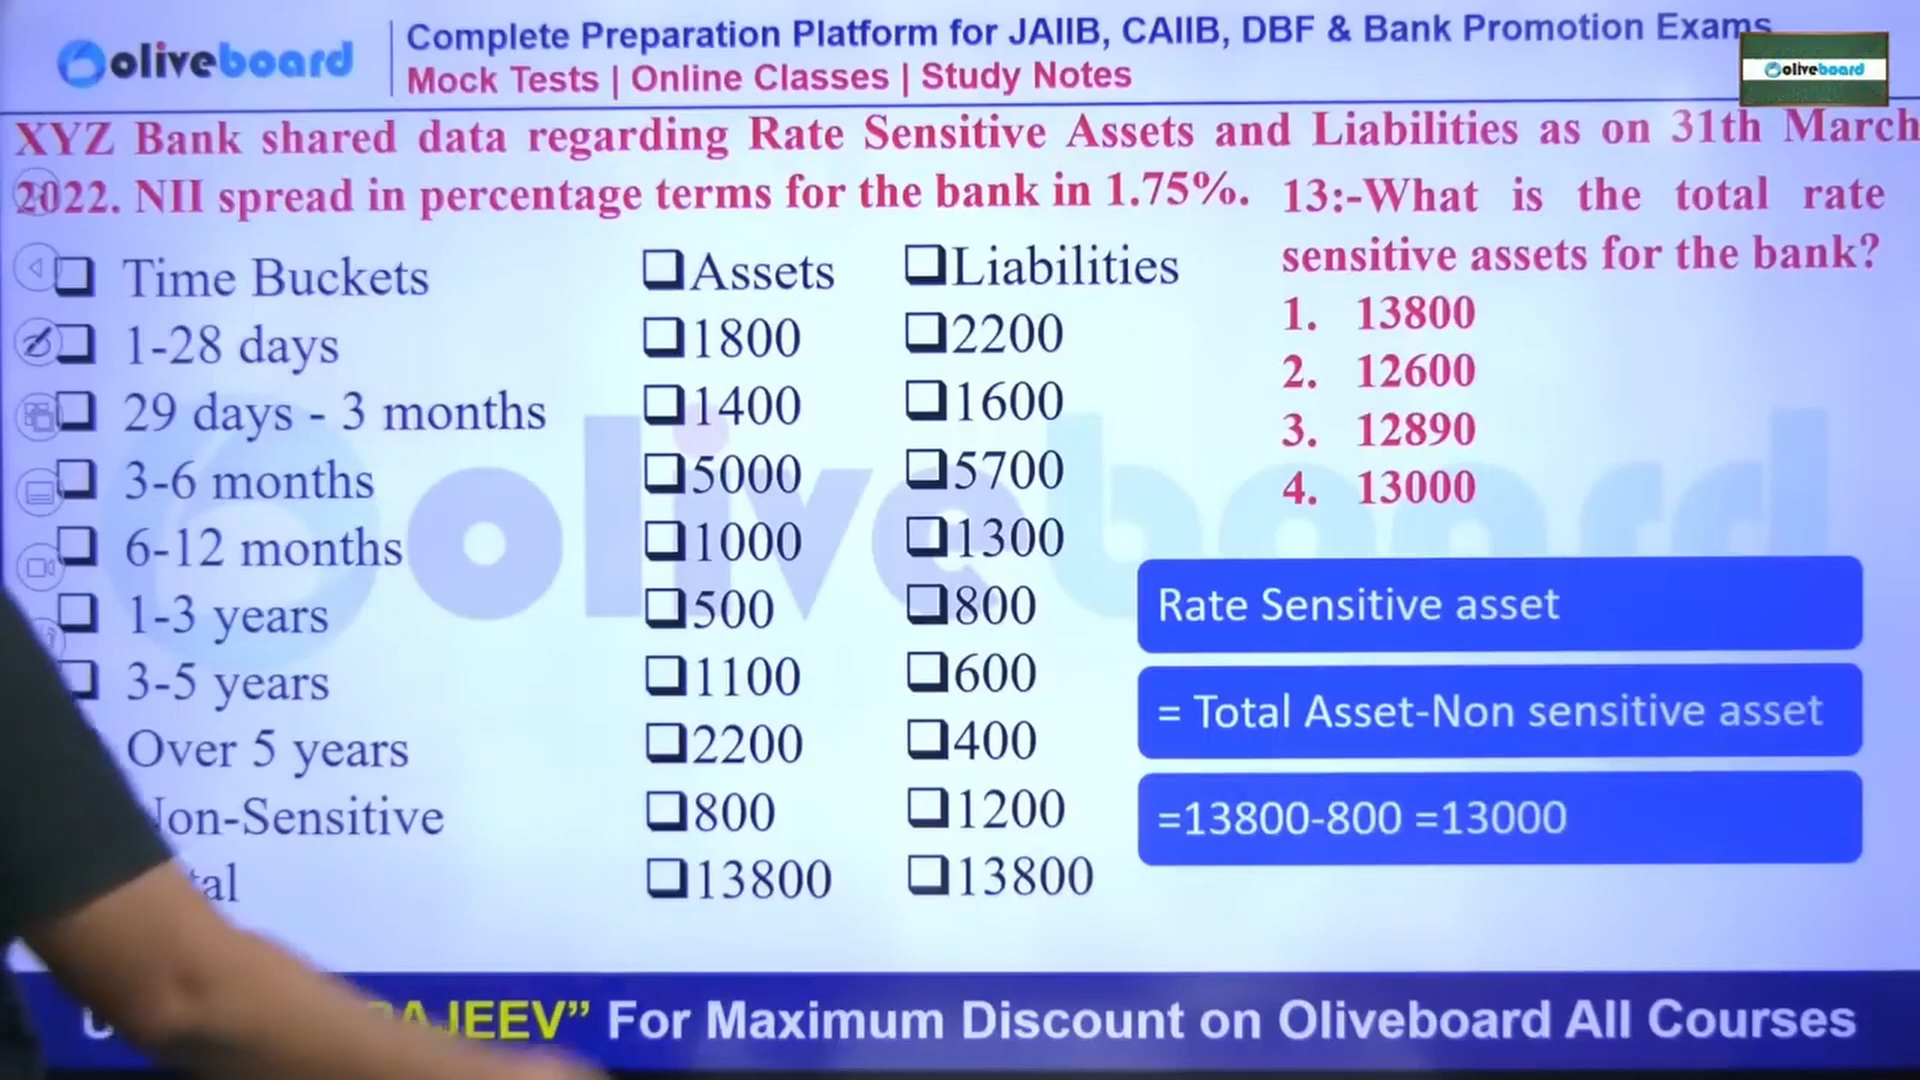 oliveboard
Complete Preparation Platform for JAIIB, CAIIB, DBF & Bank Promotion Exams
Mock Tests | Online Classes | Study Notes
oliveboard
XYZ Bank shared data regarding Rate Sensitive Assets and Liabilities as on 31th March
2022. NII spread in percentage terms for the bank in 1.75%.
Time Buckets Assets Liabilities
1-28 days 1800 2200
29 days - 3 months 1400 1600
3-6 months 5000 5700
6-12 months 1000 1300
1-3 years 500 800
3-5 years 1100 600
Over 5 years 2200 400
Non-Sensitive 800 1200
13800 13800
13:-What is the total rate
sensitive assets for the bank?
1. 13800
2. 12600
3. 12890
4. 13000
Rate Sensitive asset
= Total Asset-Non sensitive asset
=13800-800 =13000
oliveboard
For Maximum Discount on Oliveboard All Courses